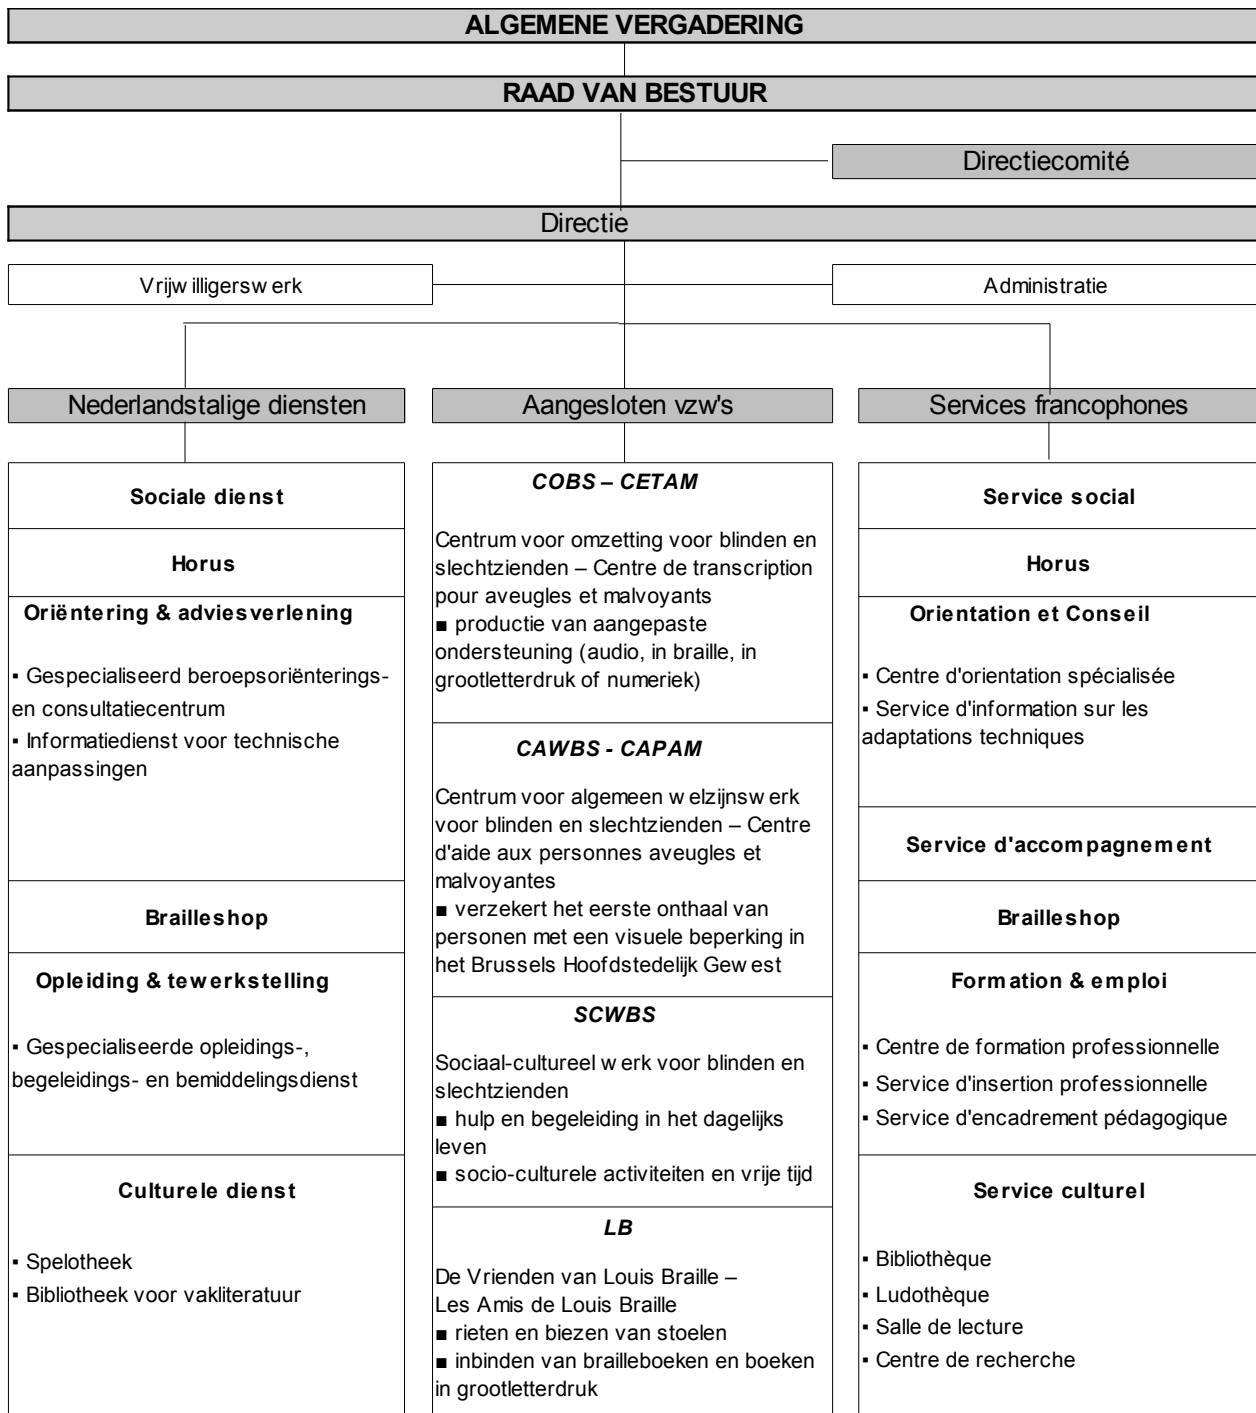 ALGEMENE VERGADERING
RAAD VAN BESTUUR
Directiecomité
Directie
Vrijwilligerswerk
Administratie
Nederlandstalige diensten
Sociale dienst
Horus
Oriëntering & adviesverlening
▪ Gespecialiseerd beroepsoriënterings-
en consultatiecentrum
▪ Informatiedienst voor technische
aanpassingen
Brailleshop
Opleiding & tewerkstelling
▪ Gespecialiseerde opleidings-,
begeleidings- en bemiddelingsdienst
Culturele dienst
▪ Spelotheek
▪ Bibliotheek voor vakliteratuur
Aangesloten vzw's
COBS – CETAM
Centrum voor omzetting voor blinden en
slechtzienden – Centre de transcription
pour aveugles et malvoyants
■ productie van aangepaste
ondersteuning (audio, in braille, in
grootletterdruk of numeriek)
CAWBS - CAPAM
Centrum voor algemeen welzijnswerk
voor blinden en slechtzienden – Centre
d'aide aux personnes aveugles et
malvoyantes
■ verzekert het eerste onthaal van
personen met een visuele beperking in
het Brussels Hoofdstedelijk Gewest
SCWBS
Sociaal-cultureel werk voor blinden en
slechtzienden
■ hulp en begeleiding in het dagelijks
leven
■ socio-culturele activiteiten en vrije tijd
LB
De Vrienden van Louis Braille –
Les Amis de Louis Braille
■ rieten en biezen van stoelen
■ inbinden van brailleboeken en boeken
in grootletterdruk
Services francophones
Service social
Horus
Orientation et Conseil
▪ Centre d'orientation spécialisée
▪ Service d'information sur les
adaptations techniques
Service d'accompagnement
Brailleshop
Formation & emploi
▪ Centre de formation professionnelle
▪ Service d'insertion professionnelle
▪ Service d'encadrement pédagogique
Service culturel
▪ Bibliothèque
▪ Ludothèque
▪ Salle de lecture
▪ Centre de recherche